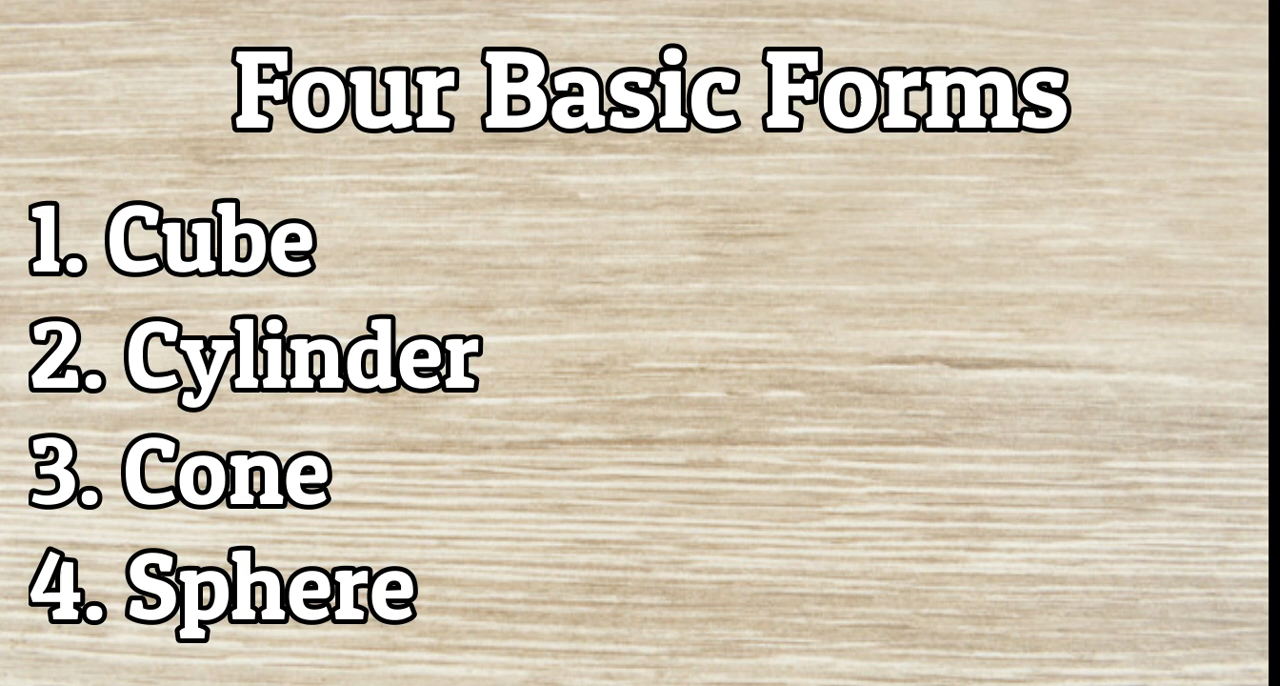 Four Basic Forms
1. Cube
2. Cylinder
3. Cone
4. Sphere